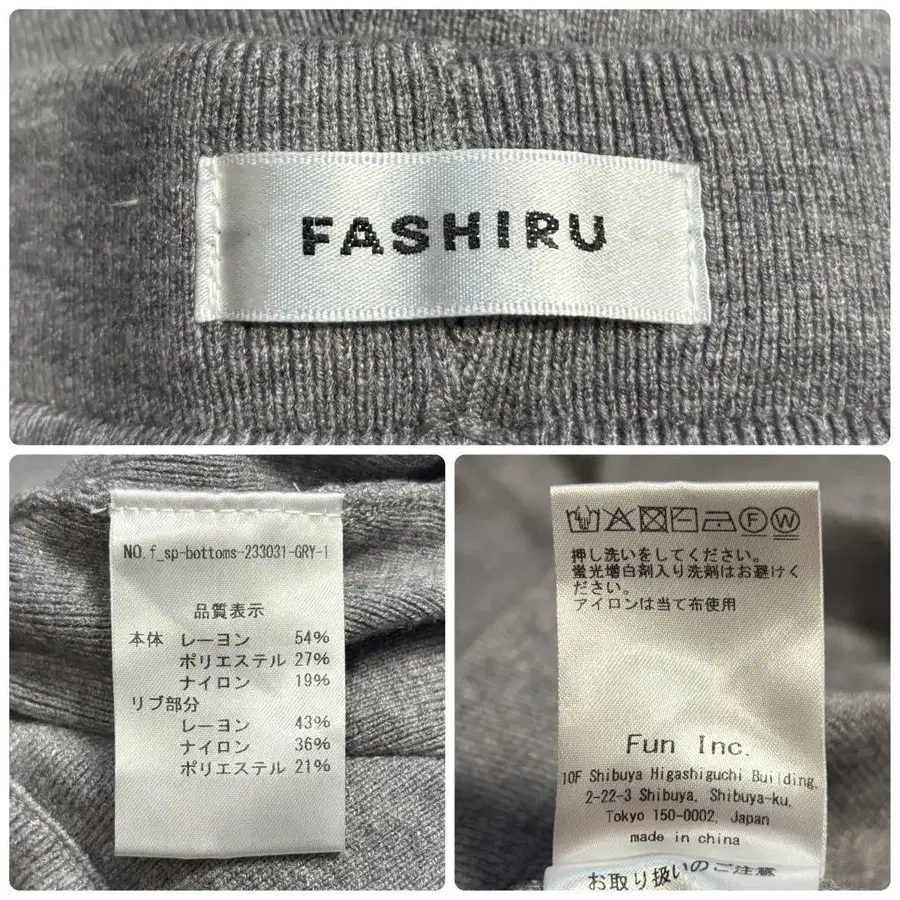 FASHIRU
NO.f_sp-bottoms-233031-GRY-1
品質表示
本体 レーヨン 54%
ポリエステル 27%
ナイロン 19%
リブ部分
レーヨン 43%
ナイロン 36%
ポリエステル 21%
押し洗いをしてください。
蛍光増白剤入り洗剤はお避けく
ださい。
アイロンは当て布使用
Fun Inc.
10F Shibuya Higashiguchi Building,
2-22-3 Shibuya, Shibuya-ku,
Tokyo 150-0002, Japan
made in china
お取り扱いのご注意